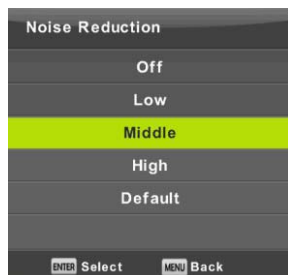 Noise Reduction
Off
Low
Middle
High
Default
ENTER Select MENU Back